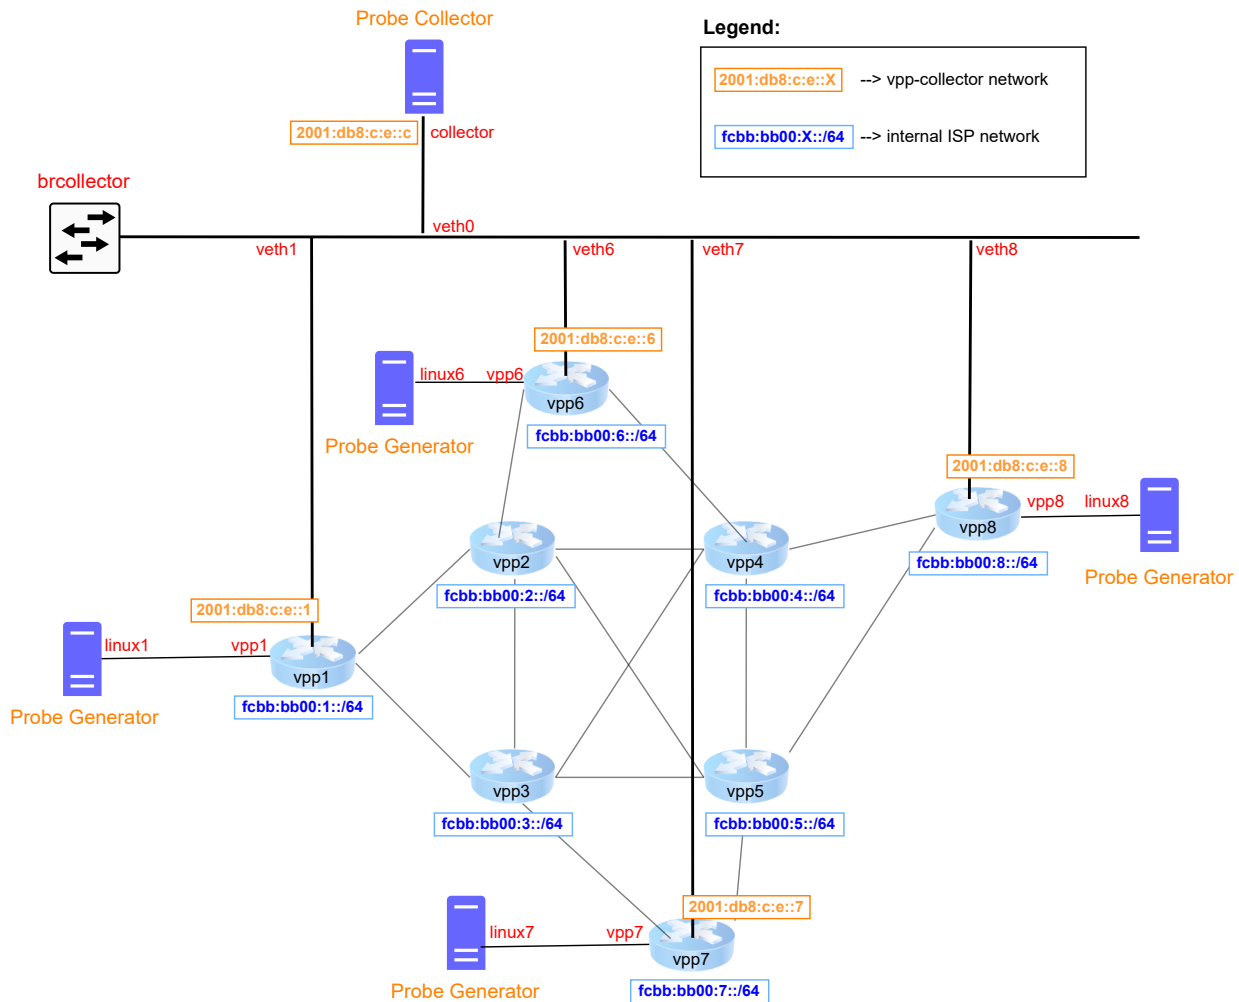 Probe Collector
Legend:
2001:db8:c:e::X --> vpp-collector network
fcbb:bb00:X::/64 --> internal ISP network
2001:db8:c:e::c collector
brcollector
veth0
veth1 veth6 veth7 veth8
2001:db8:c:e::6
linux6 vpp6
vpp6
Probe Generator
fcbb:bb00:6::/64
2001:db8:c:e::8
vpp8 linux8
vpp8
fcbb:bb00:8::/64
Probe Generator
vpp2
vpp4
fcbb:bb00:2::/64
fcbb:bb00:4::/64
2001:db8:c:e::1
linux1 vpp1
vpp1
fcbb:bb00:1::/64
Probe Generator
vpp3
vpp5
fcbb:bb00:3::/64
fcbb:bb00:5::/64
2001:db8:c:e::7
linux7 vpp7
vpp7
Probe Generator
fcbb:bb00:7::/64